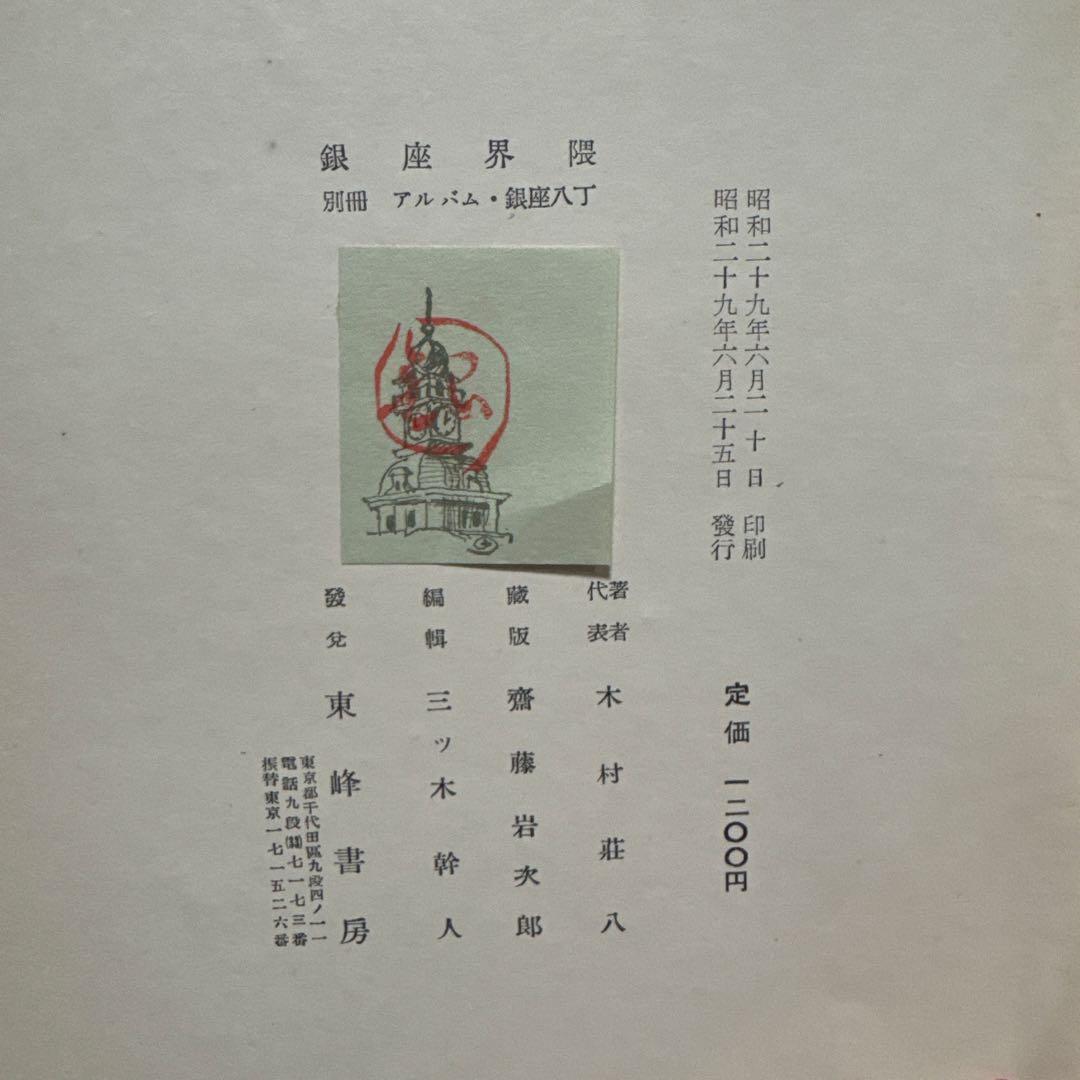 銀座界隈
別冊 アルバム・銀座八丁
昭和二十九年六月二十日 印刷
昭和二十九年六月二十五日 發行
定価 一二〇〇円
著者代表 木村莊八
蔵版 齋藤岩次郎
編輯 三ッ木幹人
發兌 東峰書房
東京都千代田區九段四ノ一一
電話九段七一七三番
振替東京一七一五二六番